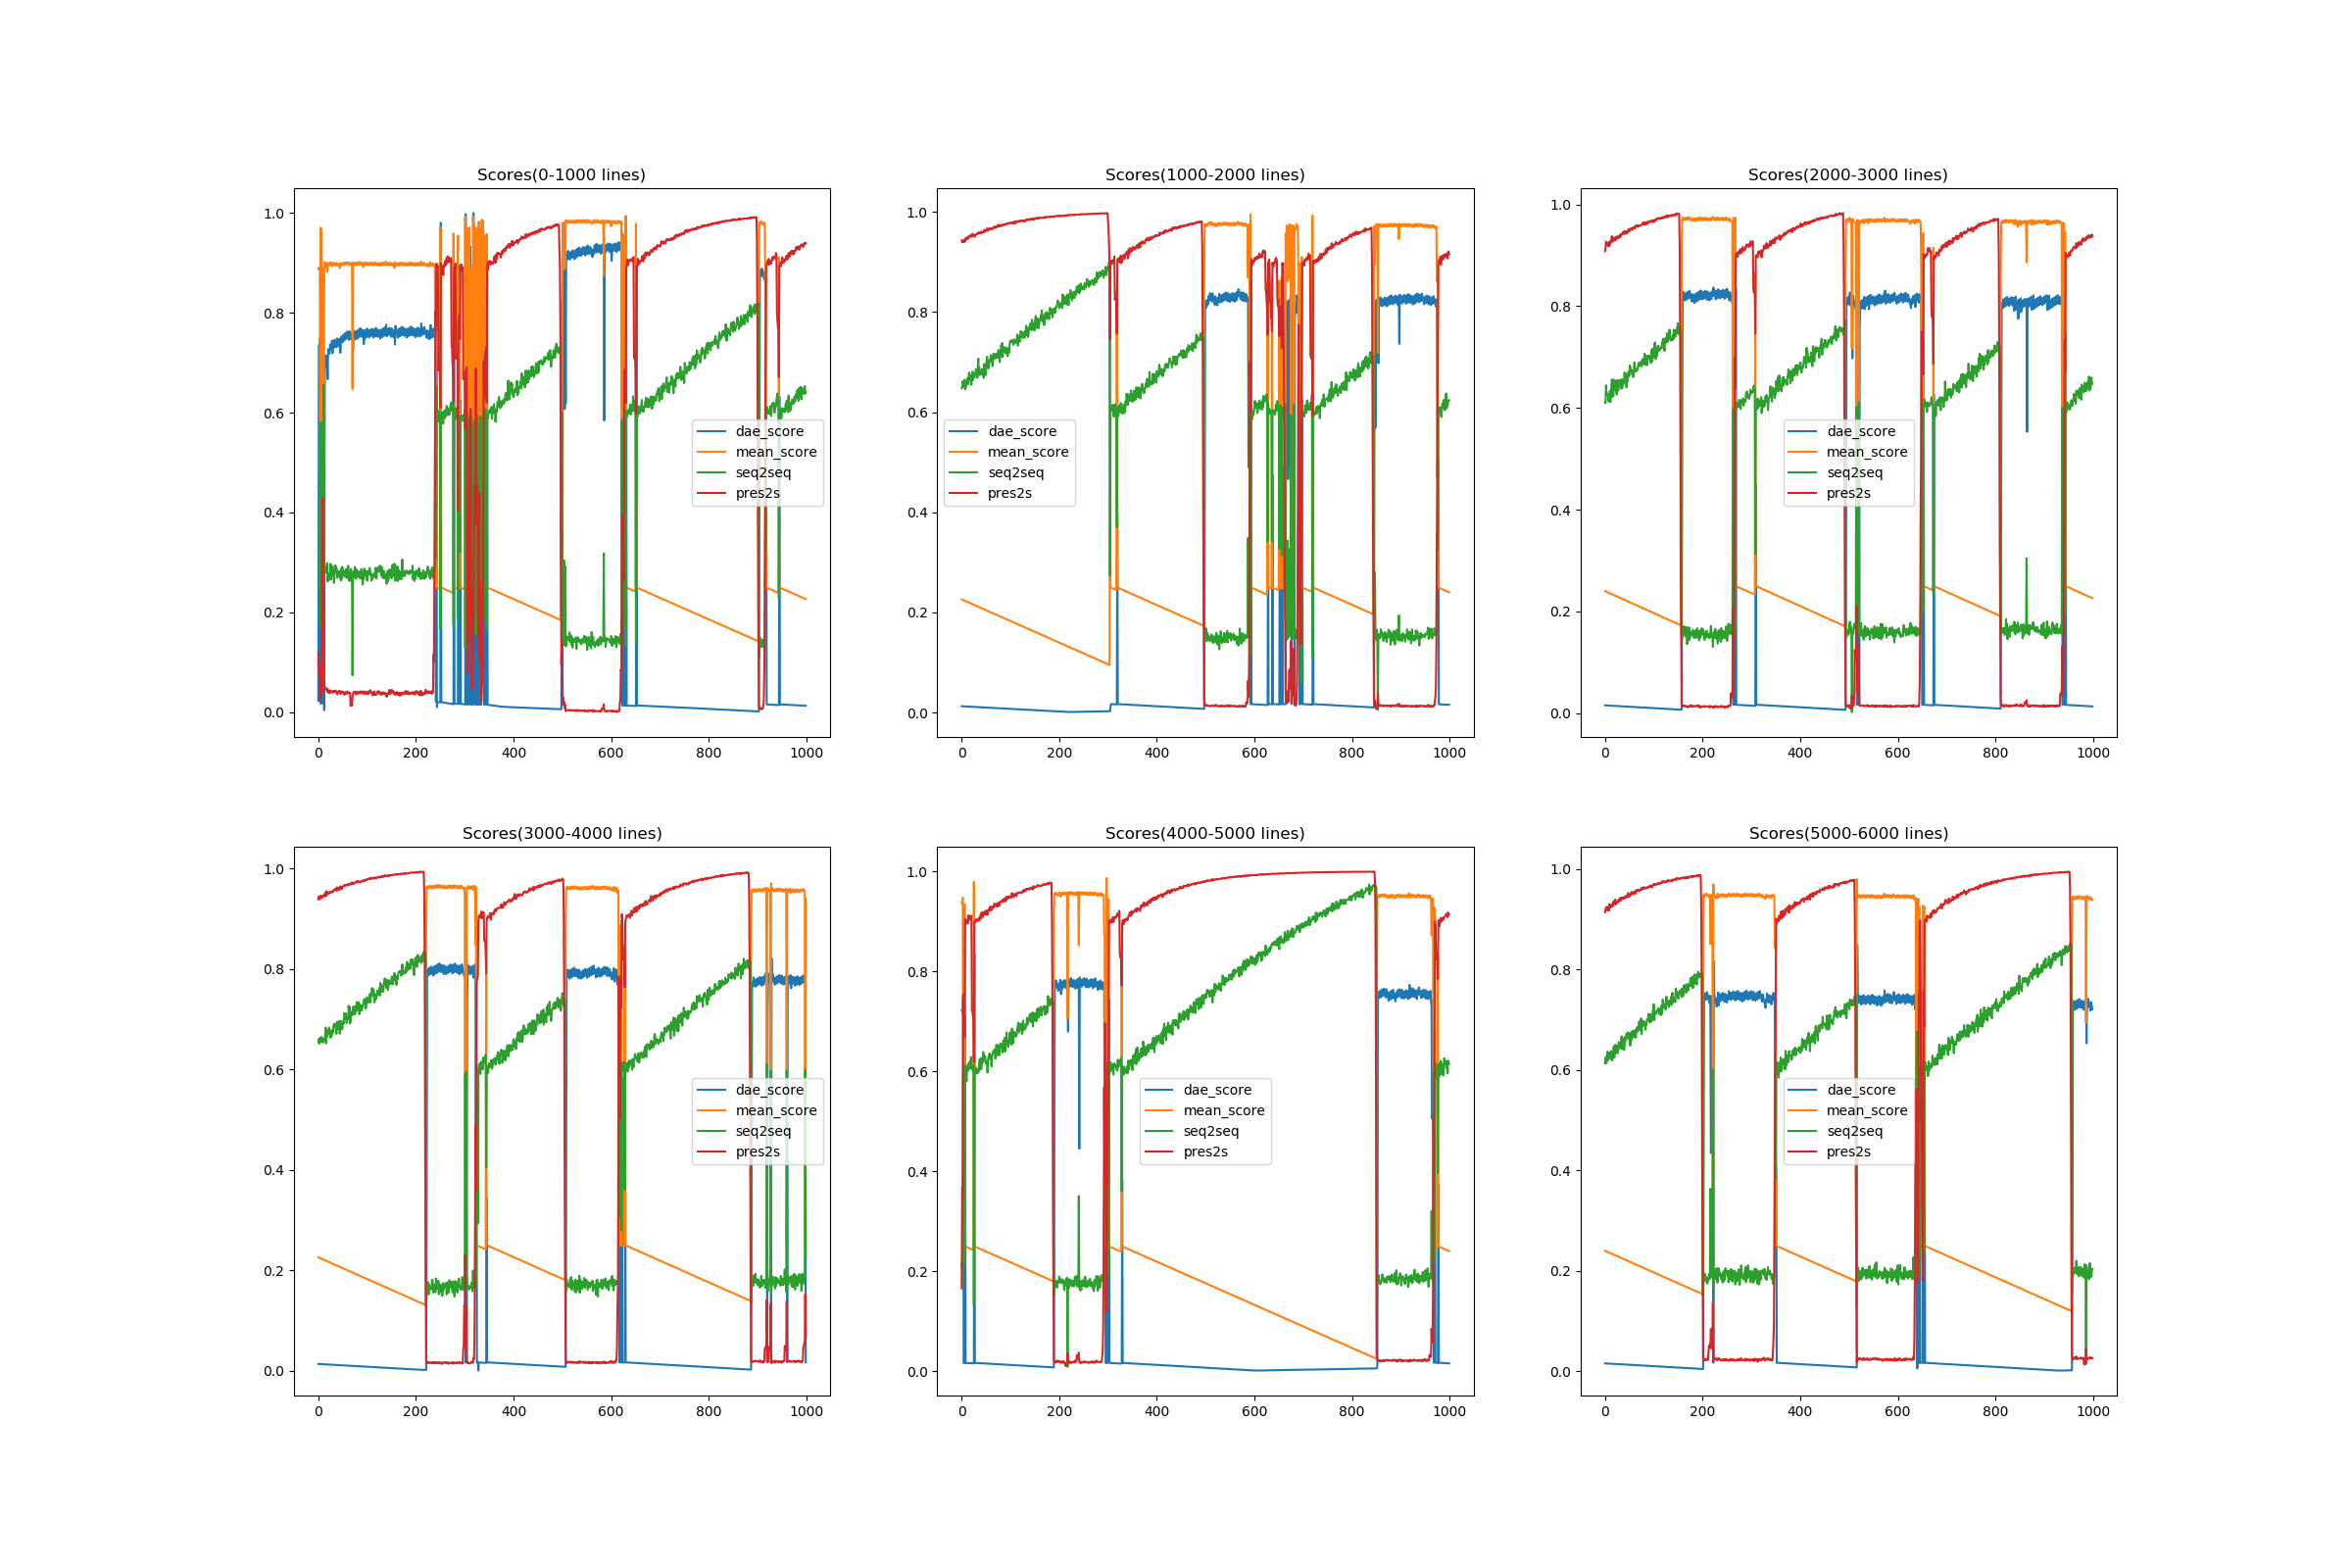 Scores(0-1000 lines)
1.0
0.8
0.6
0.4
0.2
0.0
0 200 400 600 800 1000
dae_score
mean_score
seq2seq
pres2s
Scores(1000-2000 lines)
1.0
0.8
0.6
0.4
0.2
0.0
0 200 400 600 800 1000
dae_score
mean_score
seq2seq
pres2s
Scores(2000-3000 lines)
1.0
0.8
0.6
0.4
0.2
0.0
0 200 400 600 800 1000
dae_score
mean_score
seq2seq
pres2s
Scores(3000-4000 lines)
1.0
0.8
0.6
0.4
0.2
0.0
0 200 400 600 800 1000
dae_score
mean_score
seq2seq
pres2s
Scores(4000-5000 lines)
1.0
0.8
0.6
0.4
0.2
0.0
0 200 400 600 800 1000
dae_score
mean_score
seq2seq
pres2s
Scores(5000-6000 lines)
1.0
0.8
0.6
0.4
0.2
0.0
0 200 400 600 800 1000
dae_score
mean_score
seq2seq
pres2s